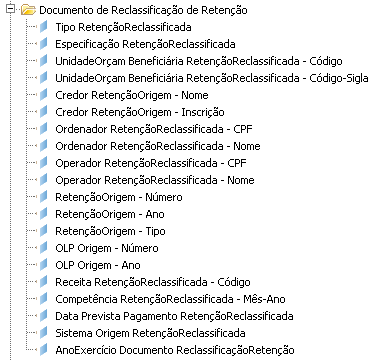 Documento de Reclassificação de Retenção
Tipo RetençãoReclassificada
Especificação RetençãoReclassificada
UnidadeOrçam Beneficiária RetençãoReclassificada - Código
UnidadeOrçam Beneficiária RetençãoReclassificada - Código-Sigla
Credor RetençãoOrigem - Nome
Credor RetençãoOrigem - Inscrição
Ordenador RetençãoReclassificada - CPF
Ordenador RetençãoReclassificada - Nome
Operador RetençãoReclassificada - CPF
Operador RetençãoReclassificada - Nome
RetençãoOrigem - Número
RetençãoOrigem - Ano
RetençãoOrigem - Tipo
OLP Origem - Número
OLP Origem - Ano
Receita RetençãoReclassificada - Código
Competência RetençãoReclassificada - Mês-Ano
Data Prevista Pagamento RetençãoReclassificada
Sistema Origem RetençãoReclassificada
AnoExercício Documento ReclassificaçãoRetenção